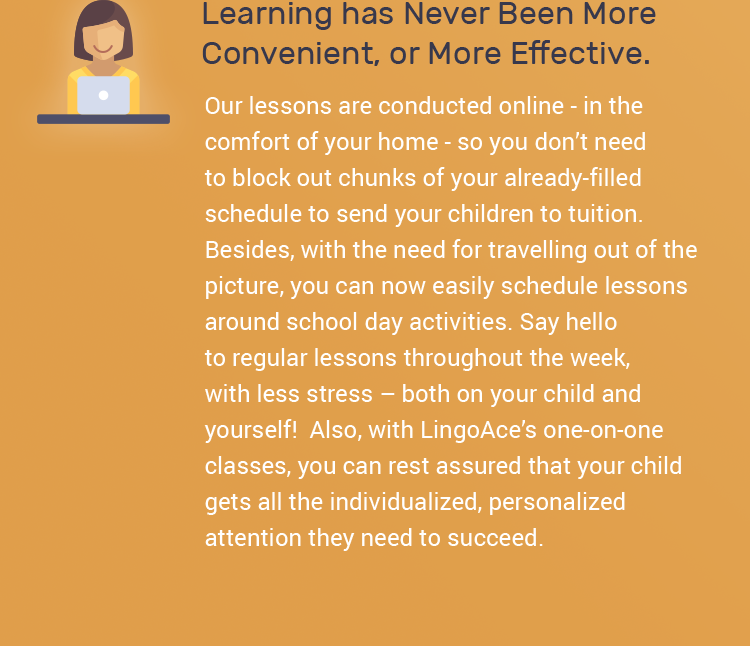 Learning has Never Been More
Convenient, or More Effective.
Our lessons are conducted online - in the
comfort of your home - so you don’t need
to block out chunks of your already-filled
schedule to send your children to tuition.
Besides, with the need for travelling out of the
picture, you can now easily schedule lessons
around school day activities. Say hello
to regular lessons throughout the week,
with less stress – both on your child and
yourself!  Also, with LingoAce’s one-on-one
classes, you can rest assured that your child
gets all the individualized, personalized
attention they need to succeed.